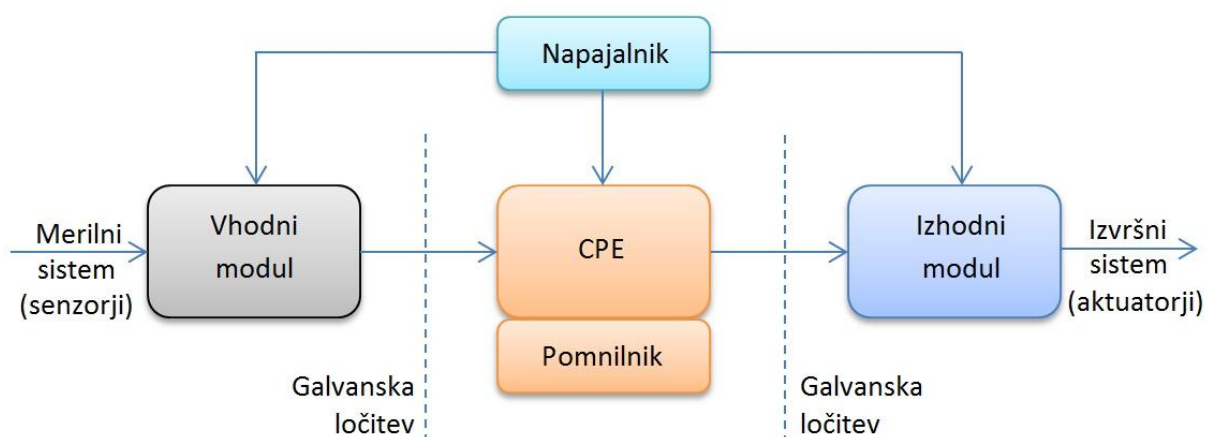 Napajalnik
Merilni
sistem
(senzorji)
Vhodni
modul
CPE
Pomnilnik
Izhodni
modul
Izvršni
sistem
(aktuatorji)
Galvanska
ločitev
Galvanska
ločitev